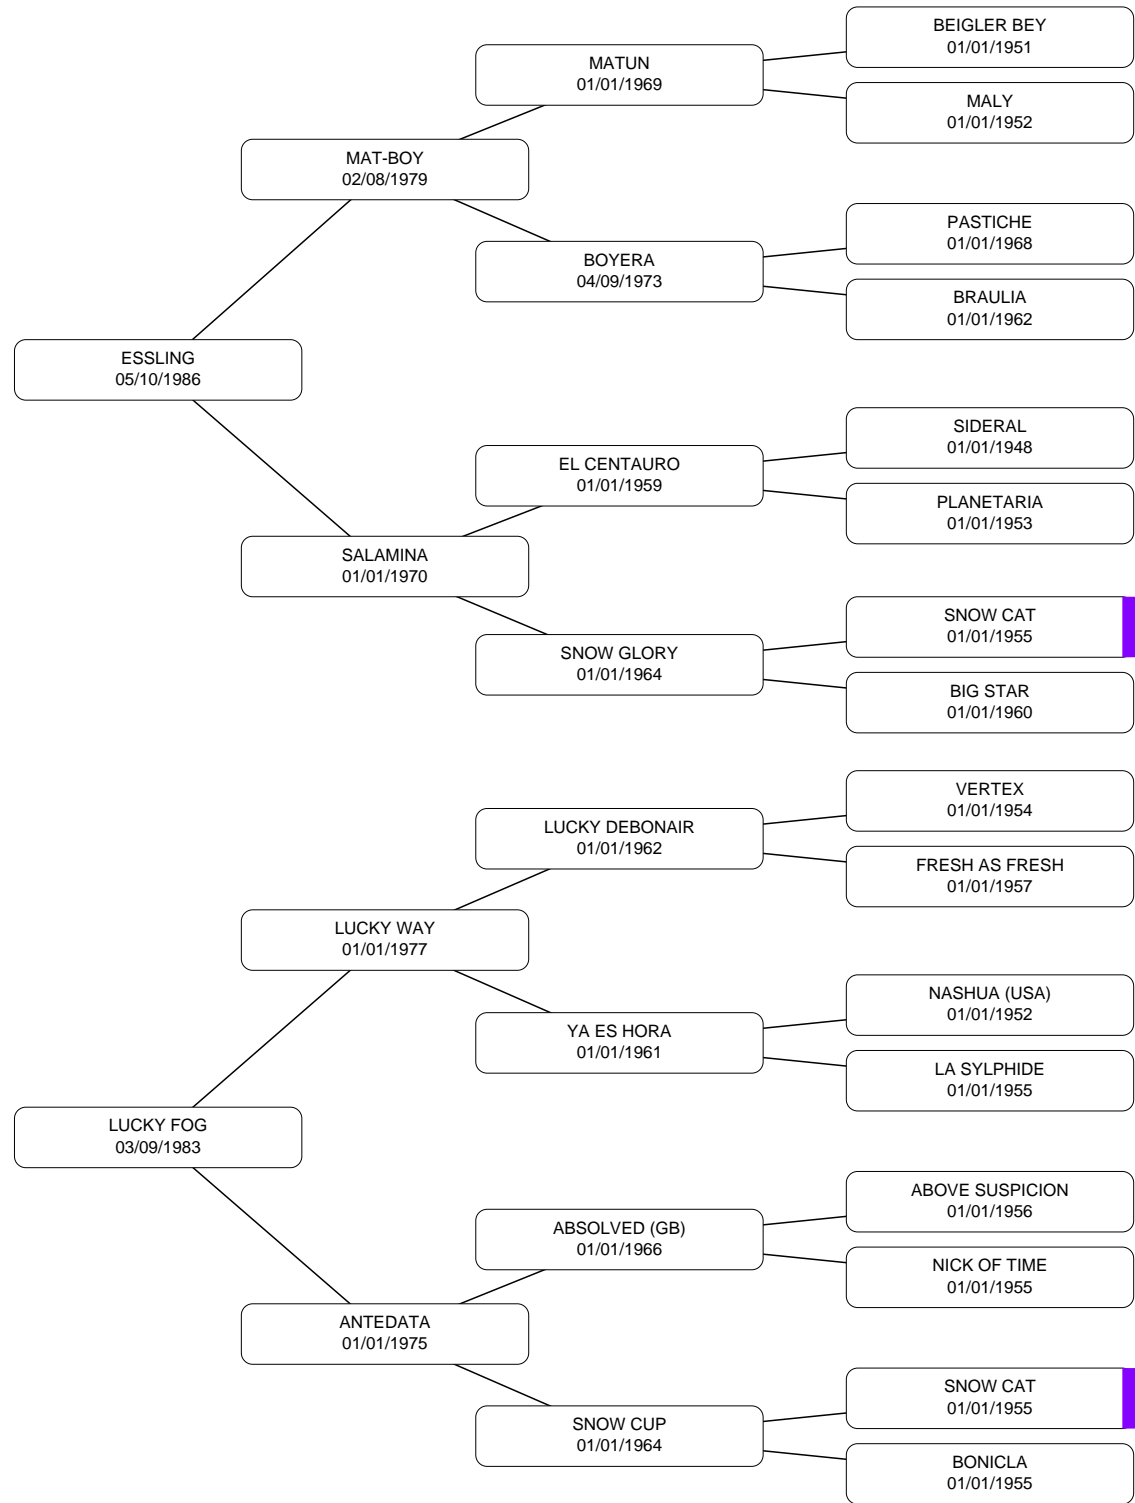 BEIGLER BEY
01/01/1951
MATUN
01/01/1969
MALY
01/01/1952
MAT-BOY
02/08/1979
PASTICHE
01/01/1968
BOYERA
04/09/1973
BRAULIA
01/01/1962
ESSLING
05/10/1986
SIDERAL
01/01/1948
EL CENTAURO
01/01/1959
PLANETARIA
01/01/1953
SALAMINA
01/01/1970
SNOW CAT
01/01/1955
SNOW GLORY
01/01/1964
BIG STAR
01/01/1960
VERTEX
01/01/1954
LUCKY DEBONAIR
01/01/1962
FRESH AS FRESH
01/01/1957
LUCKY WAY
01/01/1977
NASHUA (USA)
01/01/1952
YA ES HORA
01/01/1961
LA SYLPHIDE
01/01/1955
LUCKY FOG
03/09/1983
ABOVE SUSPICION
01/01/1956
ABSOLVED (GB)
01/01/1966
NICK OF TIME
01/01/1955
ANTEDATA
01/01/1975
SNOW CAT
01/01/1955
SNOW CUP
01/01/1964
BONICLA
01/01/1955